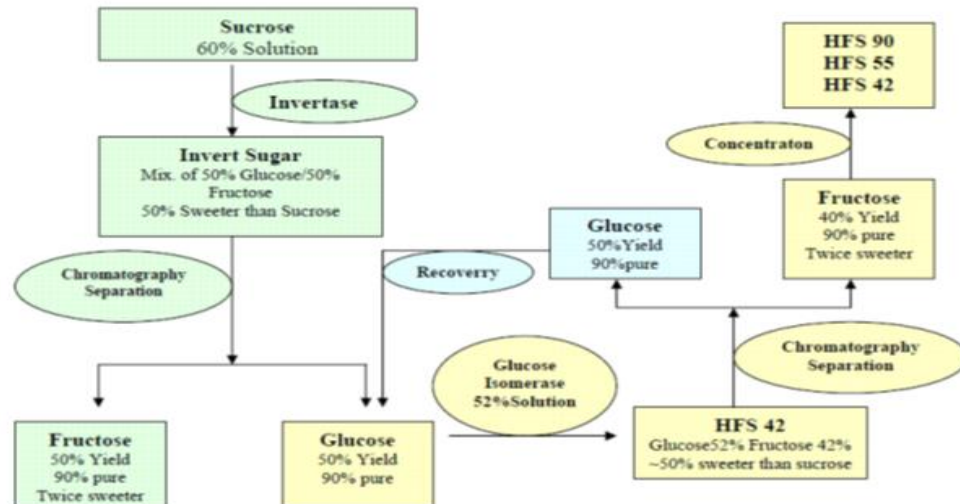 Sucrose
60% Solution
Invertase
Invert Sugar
Mix. of 50% Glucose/50%
Fructose
50% Sweeter than Sucrose
Chromatography
Separation
Fructose
50% Yield
90% pure
Twice sweeter
Glucose
50% Yield
90% pure
Recoverry
Glucose
50%Yield
90%pure
Glucose
Isomerase
52%Solution
HFS 42
Glucose52% Fructose 42%
~50% sweeter than sucrose
Chromatography
Separation
Fructose
40% Yield
90% pure
Twice sweeter
Concentraton
HFS 90
HFS 55
HFS 42